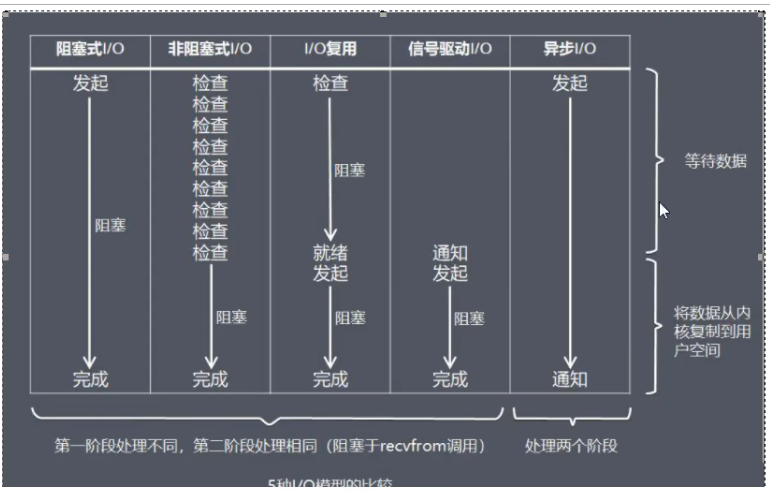 阻塞式I/O 非阻塞式I/O I/O复用 信号驱动I/O 异步I/O
发起 检查 检查 发起
检查
检查
检查
检查 阻塞
检查
检查
阻塞 检查
检查 就绪 通知
发起 发起
阻塞 阻塞 阻塞
完成 完成 完成 完成 通知
等待数据
将数据从内
核复制到用
户空间
第一阶段处理不同，第二阶段处理相同（阻塞于recvfrom调用） 处理两个阶段
5种I/O模型的比较